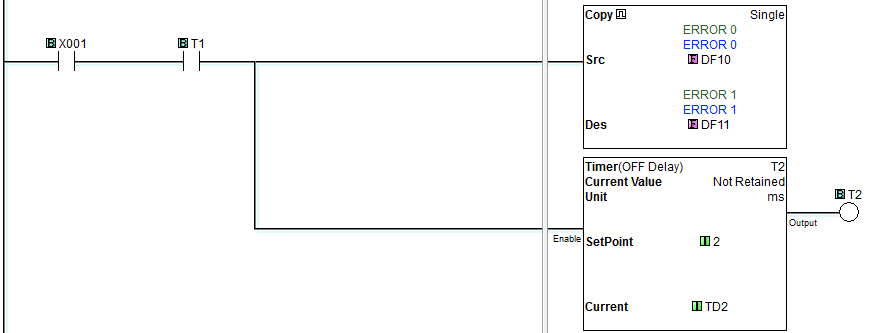 Copy Single
ERROR 0
ERROR 0
B X001 B T1
Src F DF10
ERROR 1
ERROR 1
Des F DF11
Timer(OFF Delay) T2
Current Value Not Retained
Unit ms
B T2
Output
Enable SetPoint I 2
Current I TD2